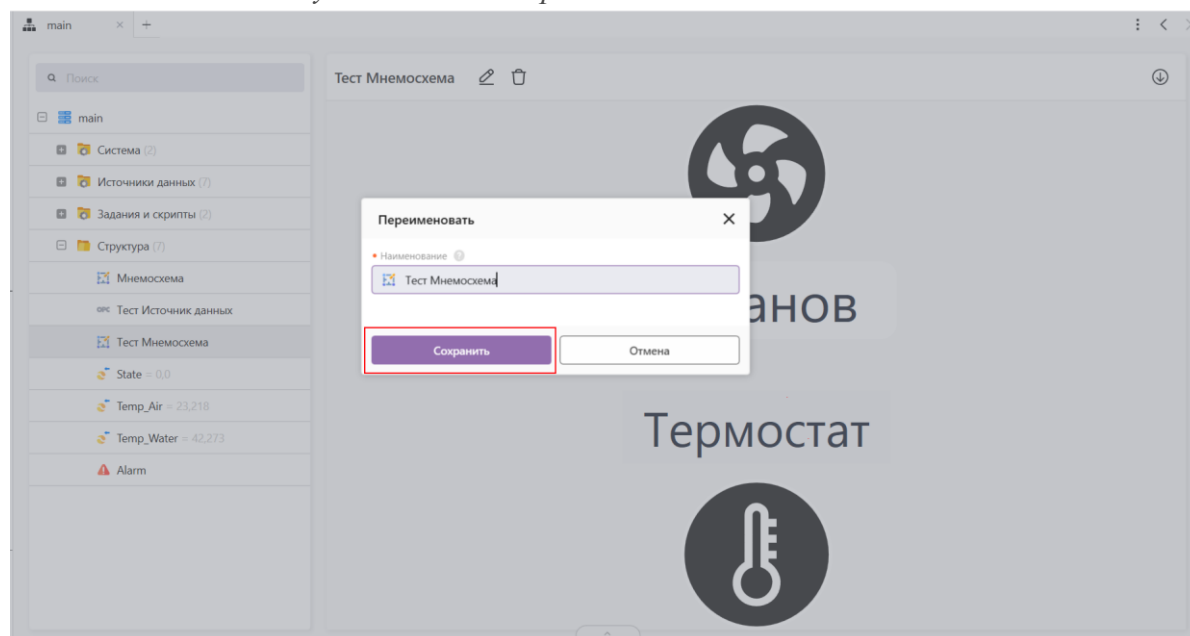 main
Поиск
Тест Мнемосхема
main
Система (2)
Источники данных (7)
Задания и скрипты (2)
Структура (7)
Мнемосхема
OPC Тест Источник данных
Тест Мнемосхема
State = 0,0
Temp_Air = 23,218
Temp_Water = 42,273
Alarm
Переименовать
Наименование
Тест Мнемосхема
Сохранить
Отмена
анов
Термостат